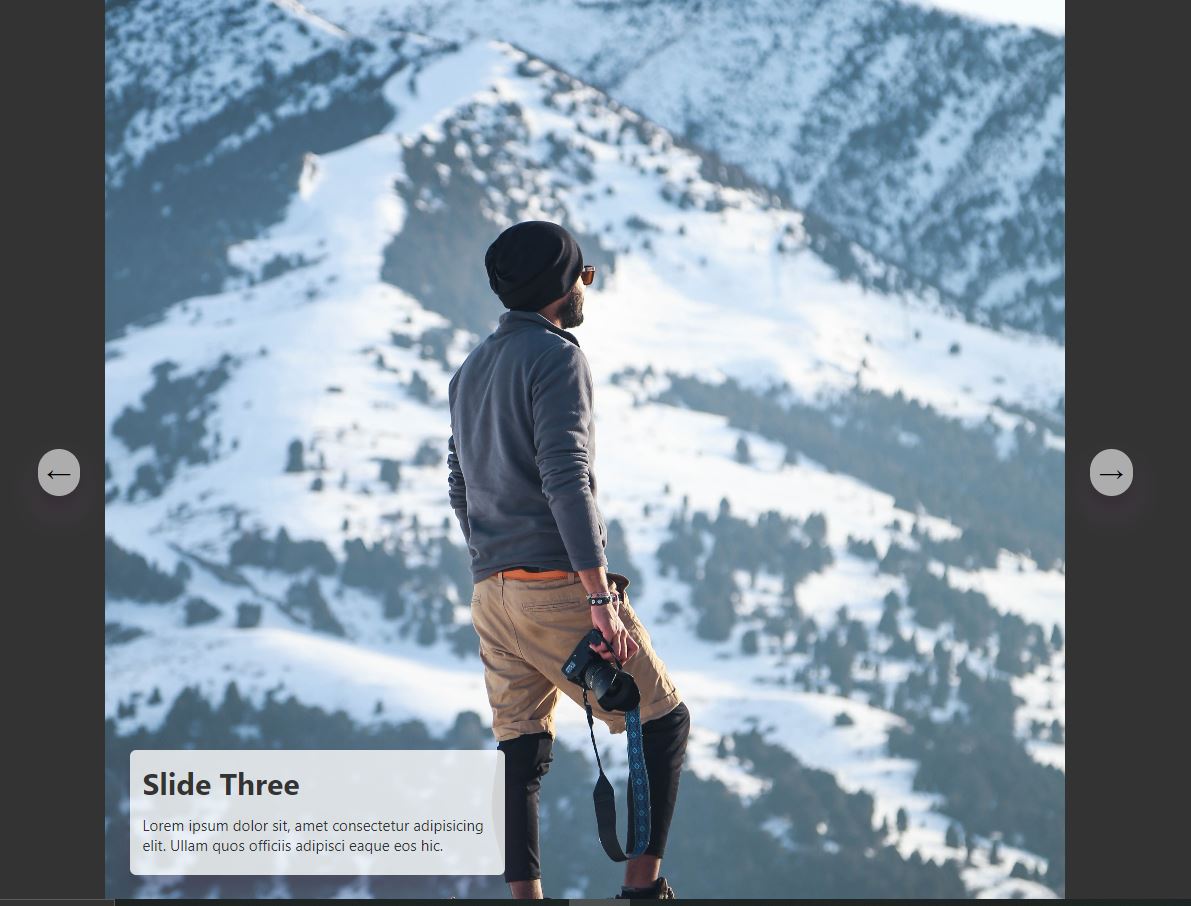 Slide Three
Lorem ipsum dolor sit, amet consectetur adipisicing
elit. Ullam quos officiis adipisci eaque eos hic.